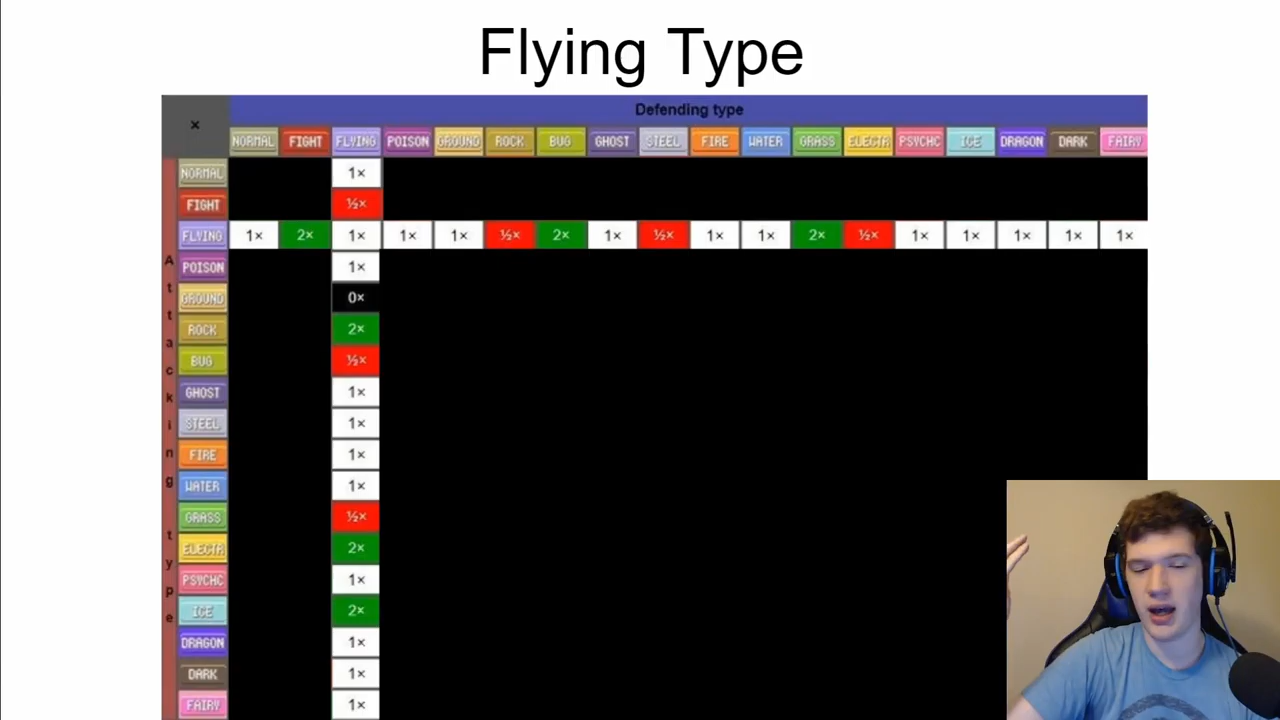 Flying Type
Defending type
×
NORMAL FIGHT FLYING POISON GROUND ROCK BUG GHOST STEEL FIRE WATER GRASS ELECTR PSYCHC ICE DRAGON DARK FAIRY
Attacking type
NORMAL 1×
FIGHT ½×
FLYING 1× 2× 1× 1× 1× ½× 2× 1× ½× 1× 1× 2× ½× 1× 1× 1× 1× 1×
POISON 1×
GROUND 0×
ROCK 2×
BUG ½×
GHOST 1×
STEEL 1×
FIRE 1×
WATER 1×
GRASS ½×
ELECTR 2×
PSYCHC 1×
ICE 2×
DRAGON 1×
DARK 1×
FAIRY 1×